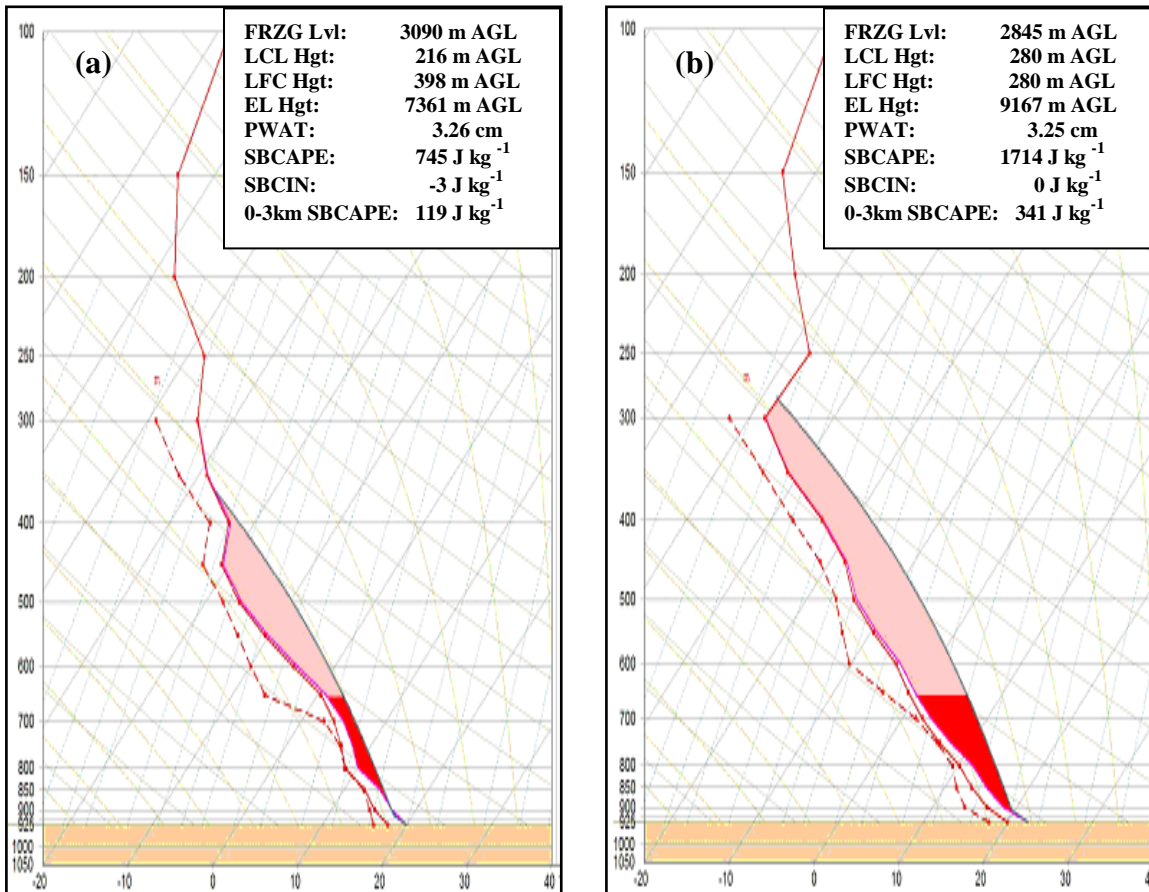 (a)
FRZG Lvl: 3090 m AGL
LCL Hgt: 216 m AGL
LFC Hgt: 398 m AGL
EL Hgt: 7361 m AGL
PWAT: 3.26 cm
SBCAPE: 745 J kg⁻¹
SBCIN: -3 J kg⁻¹
0-3km SBCAPE: 119 J kg⁻¹
100
150
200
250
300
400
500
600
700
800
850
900
1000
1050
-20 -10 0 10 20 30 40
(b)
FRZG Lvl: 2845 m AGL
LCL Hgt: 280 m AGL
LFC Hgt: 280 m AGL
EL Hgt: 9167 m AGL
PWAT: 3.25 cm
SBCAPE: 1714 J kg⁻¹
SBCIN: 0 J kg⁻¹
0-3km SBCAPE: 341 J kg⁻¹
100
150
200
250
300
400
500
600
700
800
850
900
1000
1050
-20 -10 0 10 20 30 40